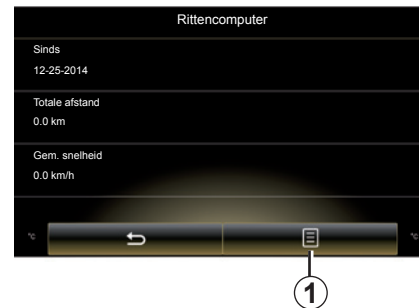 Rittencomputer
Sinds
12-25-2014
Totale afstand
0.0 km
Gem. snelheid
0.0 km/h
°C
°C
1